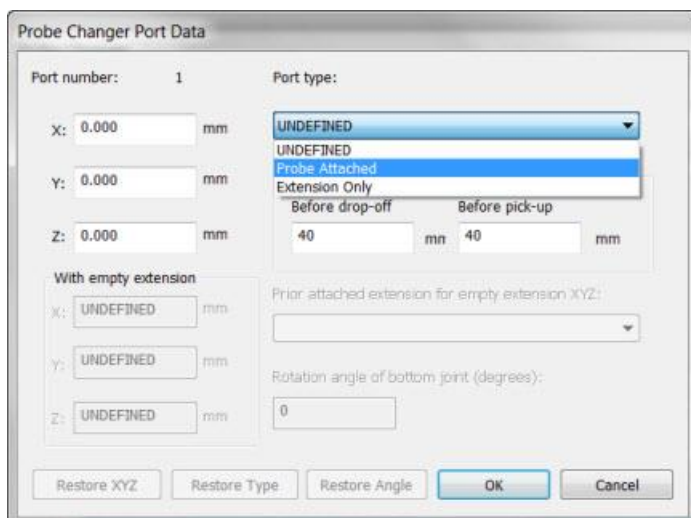 Probe Changer Port Data
Port number: 1 Port type:
X: 0.000 mm UNDEFINED
UNDEFINED
Probe Attached
Y: 0.000 mm
Extension Only
Before drop-off Before pick-up
Z: 0.000 mm 40 mm 40 mm
With empty extension
Prior attached extension for empty extension XYZ:
X: UNDEFINED mm
Y: UNDEFINED mm
Rotation angle of bottom joint (degrees):
Z: UNDEFINED mm 0
Restore XYZ Restore Type Restore Angle OK Cancel